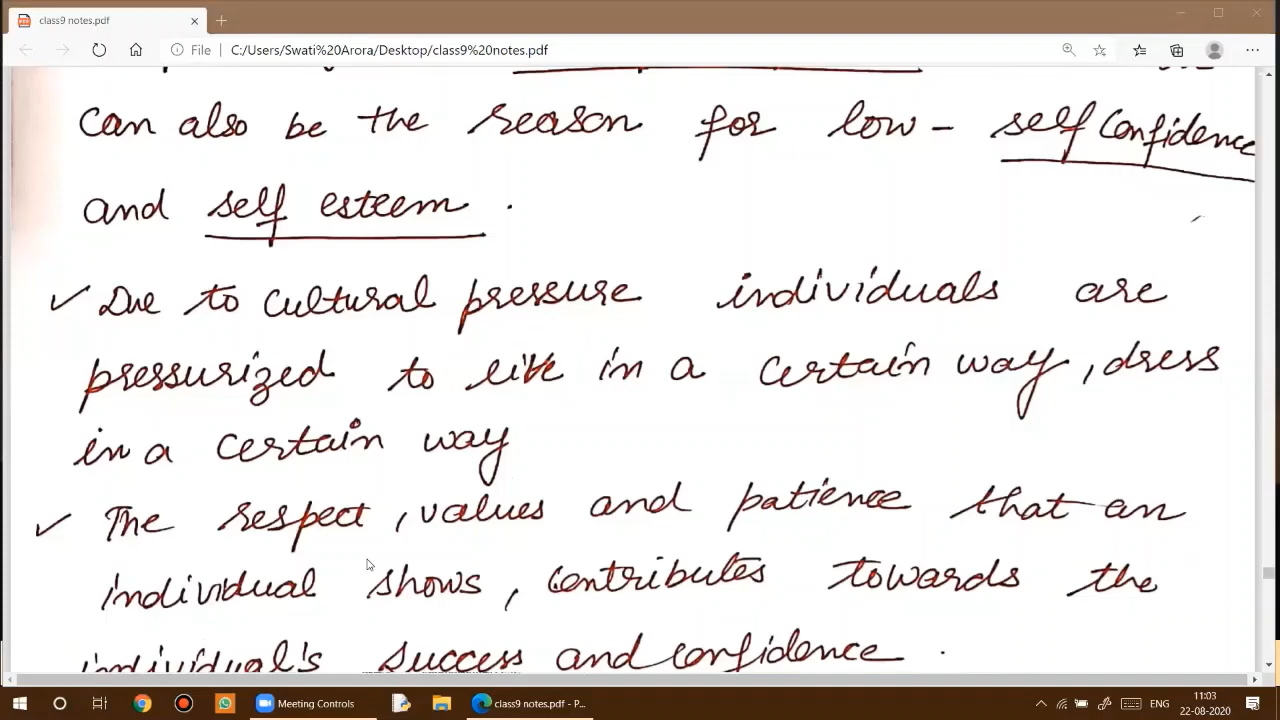 class9 notes.pdf
File
C:/Users/Swati%20Arora/Desktop/class9%20notes.pdf
can also be the reason for low - self confidence
and self esteem .
✓ Due to cultural pressure individuals are
pressurized to live in a certain way, dress
in a certain way
✓ The respect, values and patience that an
individual shows, contributes towards the
individual's success and confidence .
Meeting Controls
class9 notes.pdf - P...
ENG
11:03
22-08-2020